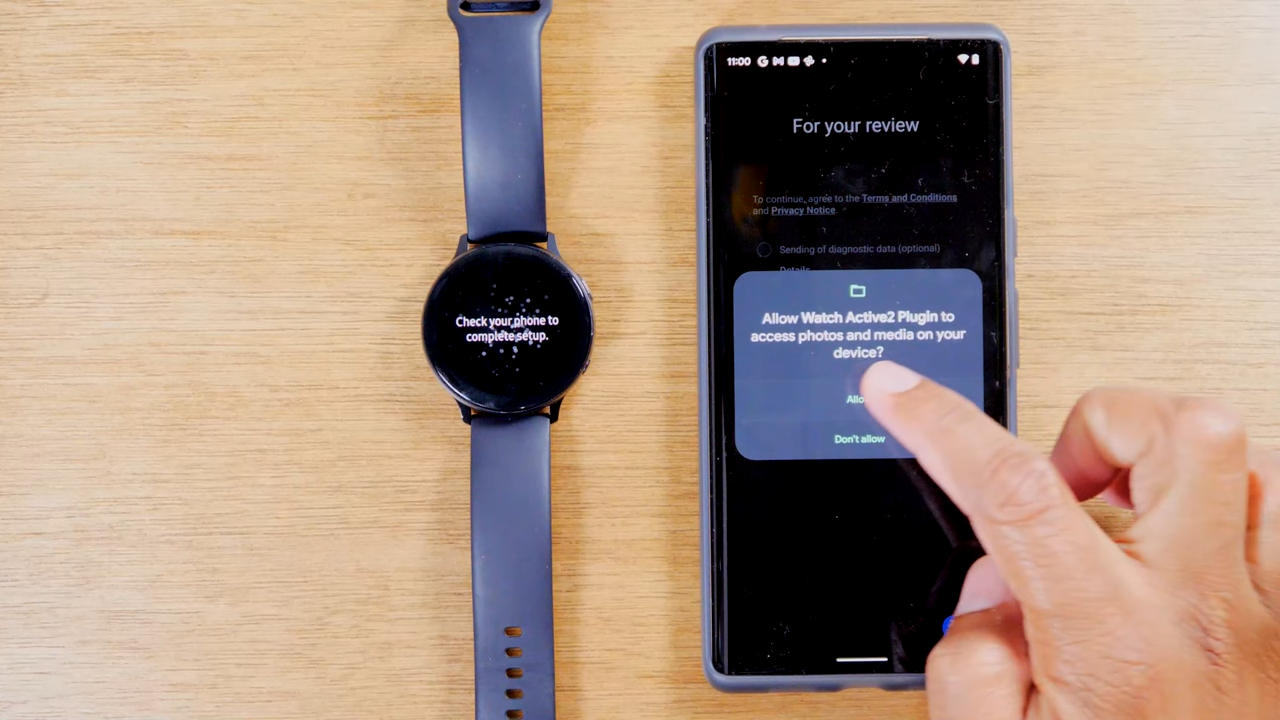 Check your phone to
complete setup.
11:00
For your review
To continue, agree to the Terms and Conditions
and Privacy Notice
Sending of diagnostic data (optional)
Details
Allow Watch Active2 Plugin to
access photos and media on your
device?
Allo
Don't allow